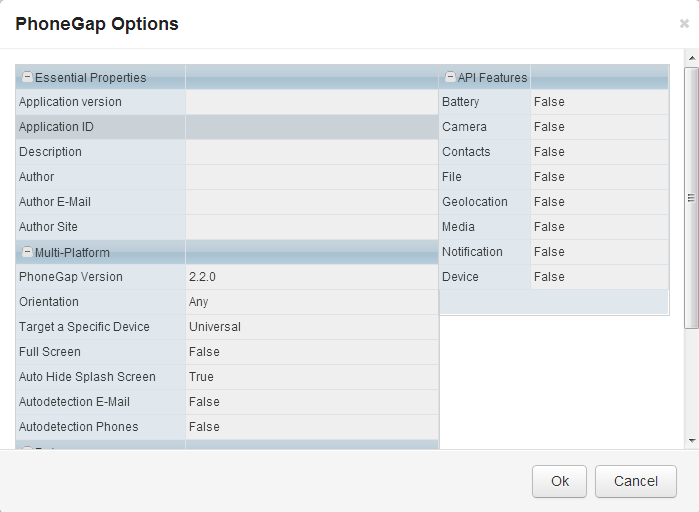 PhoneGap Options
Essential Properties
Application version
Application ID
Description
Author
Author E-Mail
Author Site
Multi-Platform
PhoneGap Version 2.2.0
Orientation Any
Target a Specific Device Universal
Full Screen False
Auto Hide Splash Screen True
Autodetection E-Mail False
Autodetection Phones False
API Features
Battery False
Camera False
Contacts False
File False
Geolocation False
Media False
Notification False
Device False
Ok Cancel